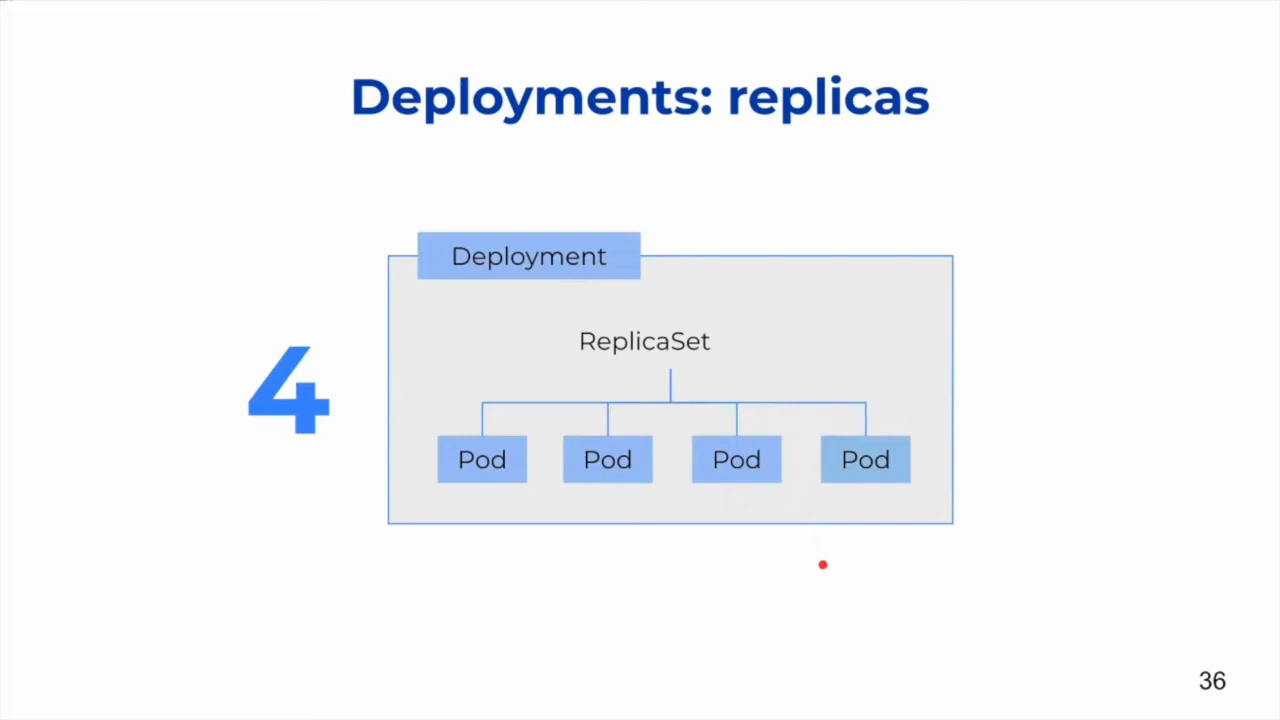 Deployments: replicas
Deployment
ReplicaSet
4
Pod Pod Pod Pod
36